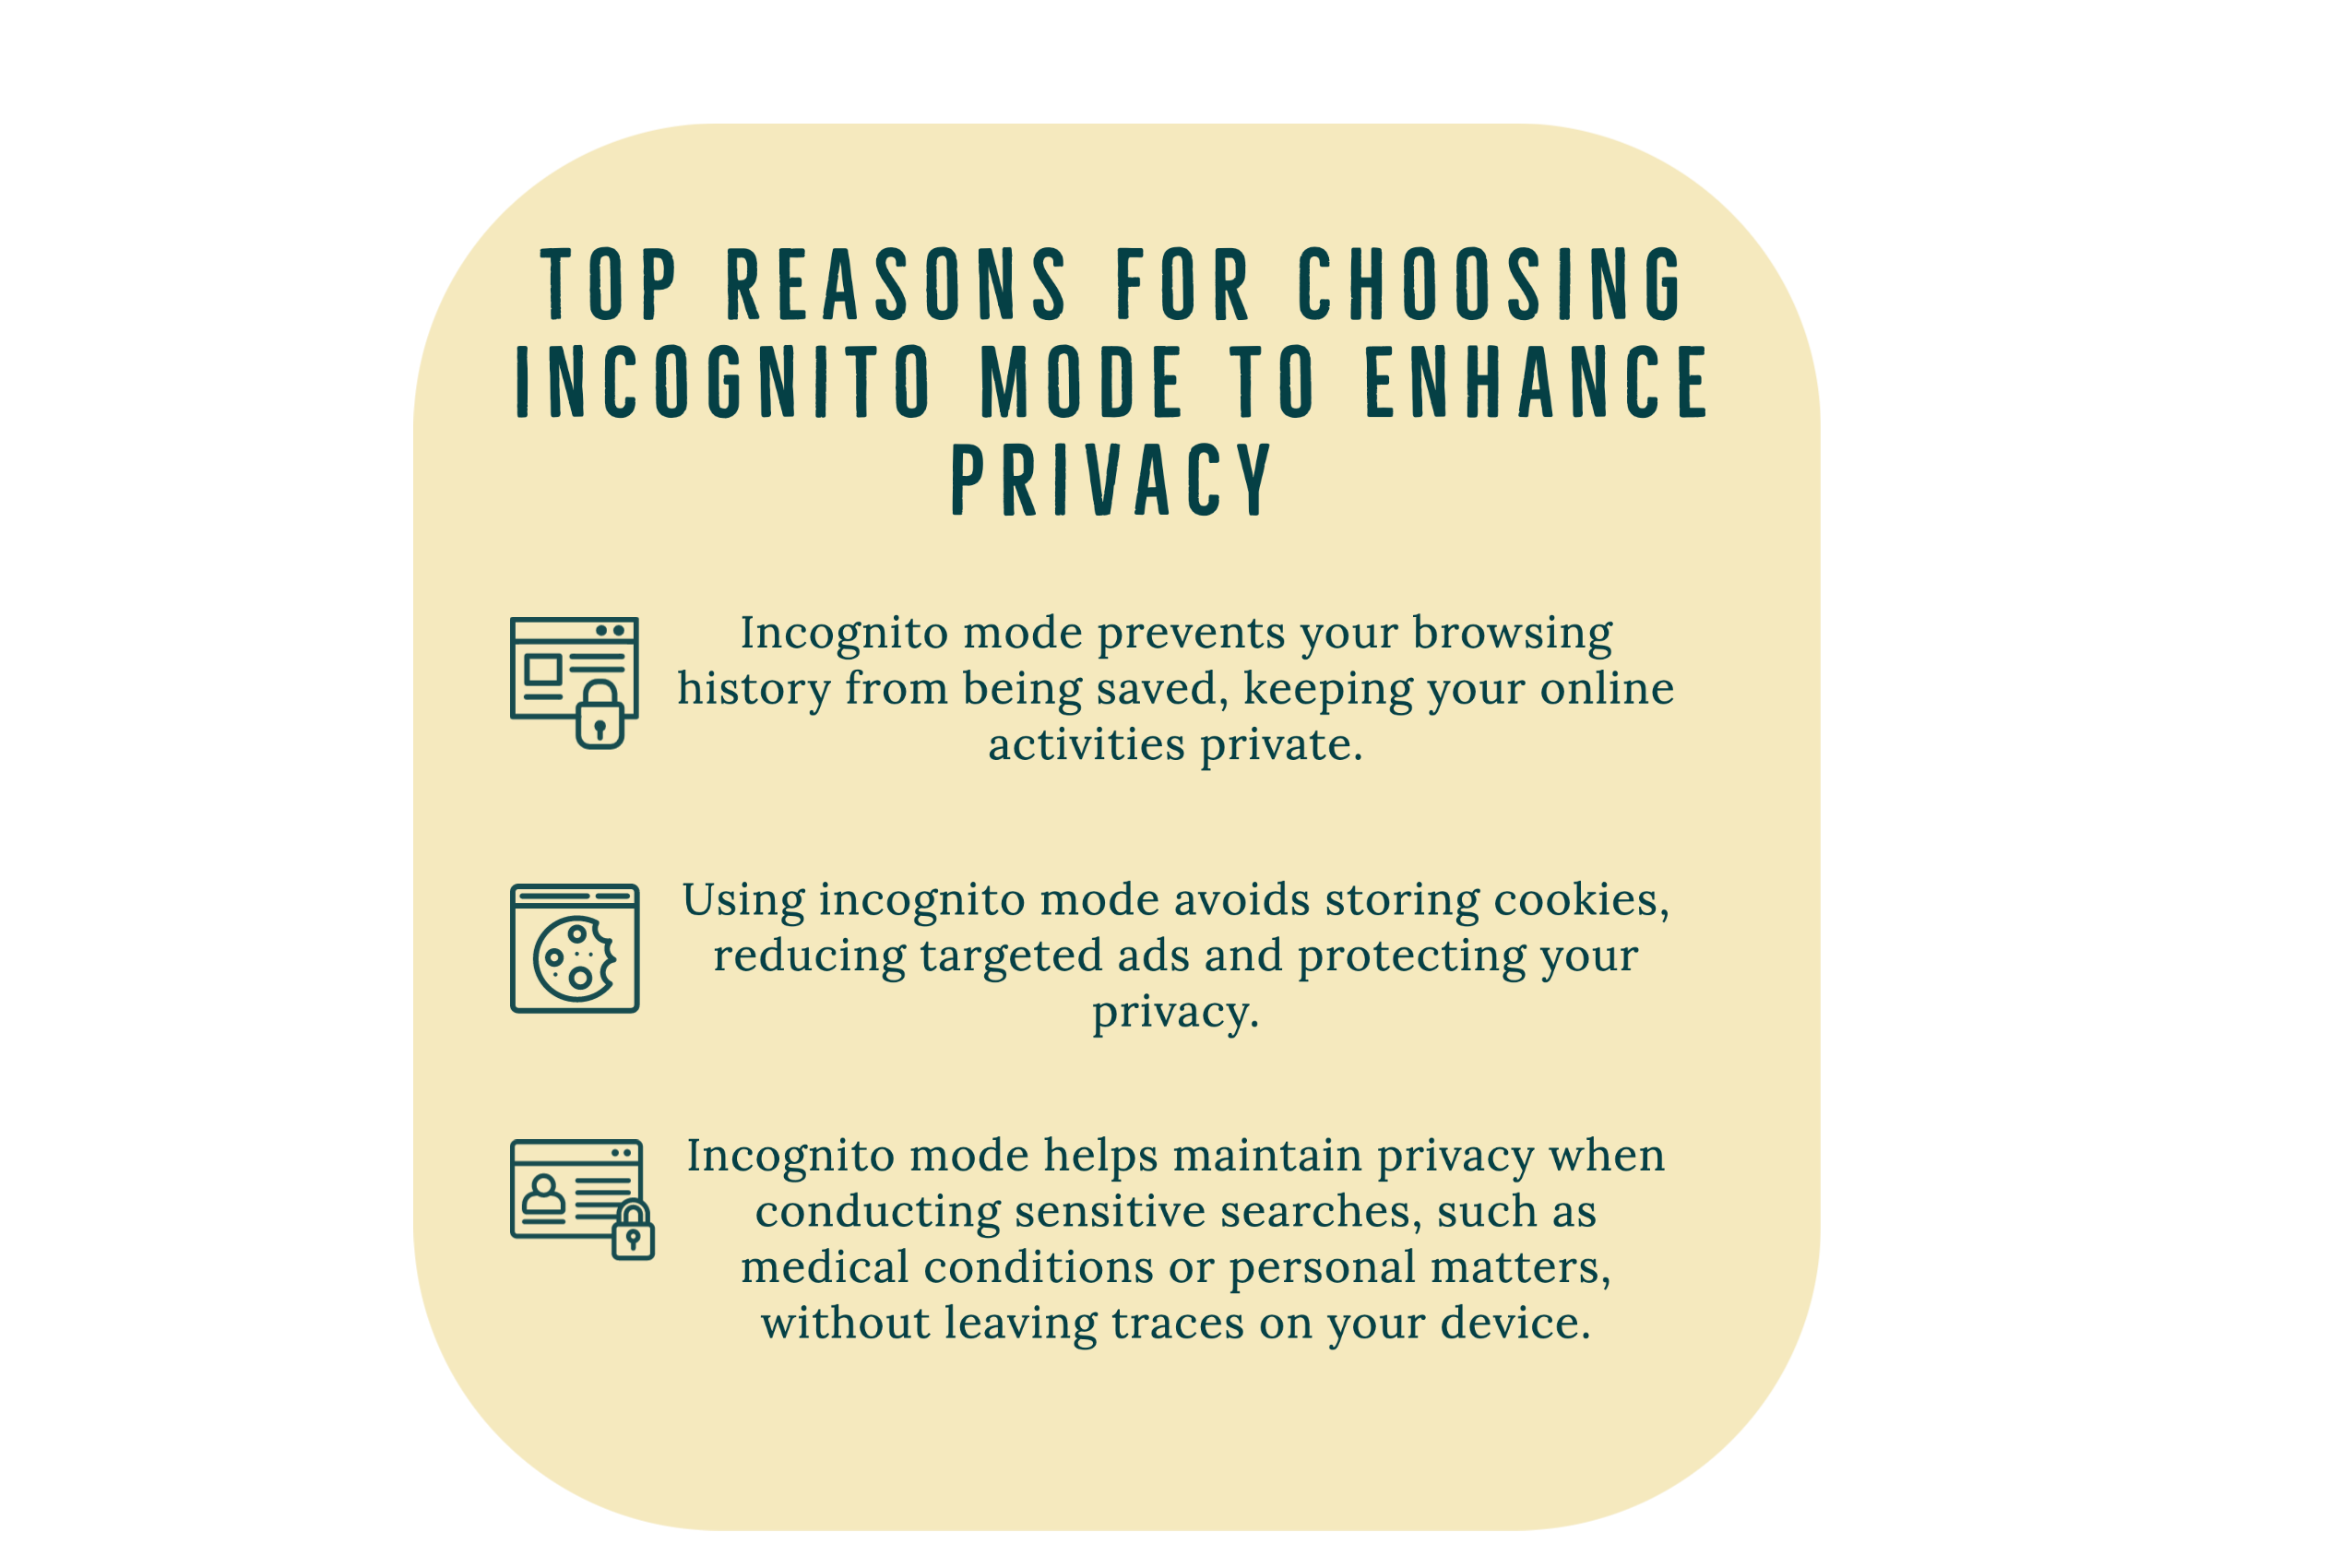 TOP REASONS FOR CHOOSING
INCOGNITO MODE TO ENHANCE
PRIVACY
Incognito mode prevents your browsing
history from being saved, keeping your online
activities private.
Using incognito mode avoids storing cookies,
reducing targeted ads and protecting your
privacy.
Incognito mode helps maintain privacy when
conducting sensitive searches, such as
medical conditions or personal matters,
without leaving traces on your device.